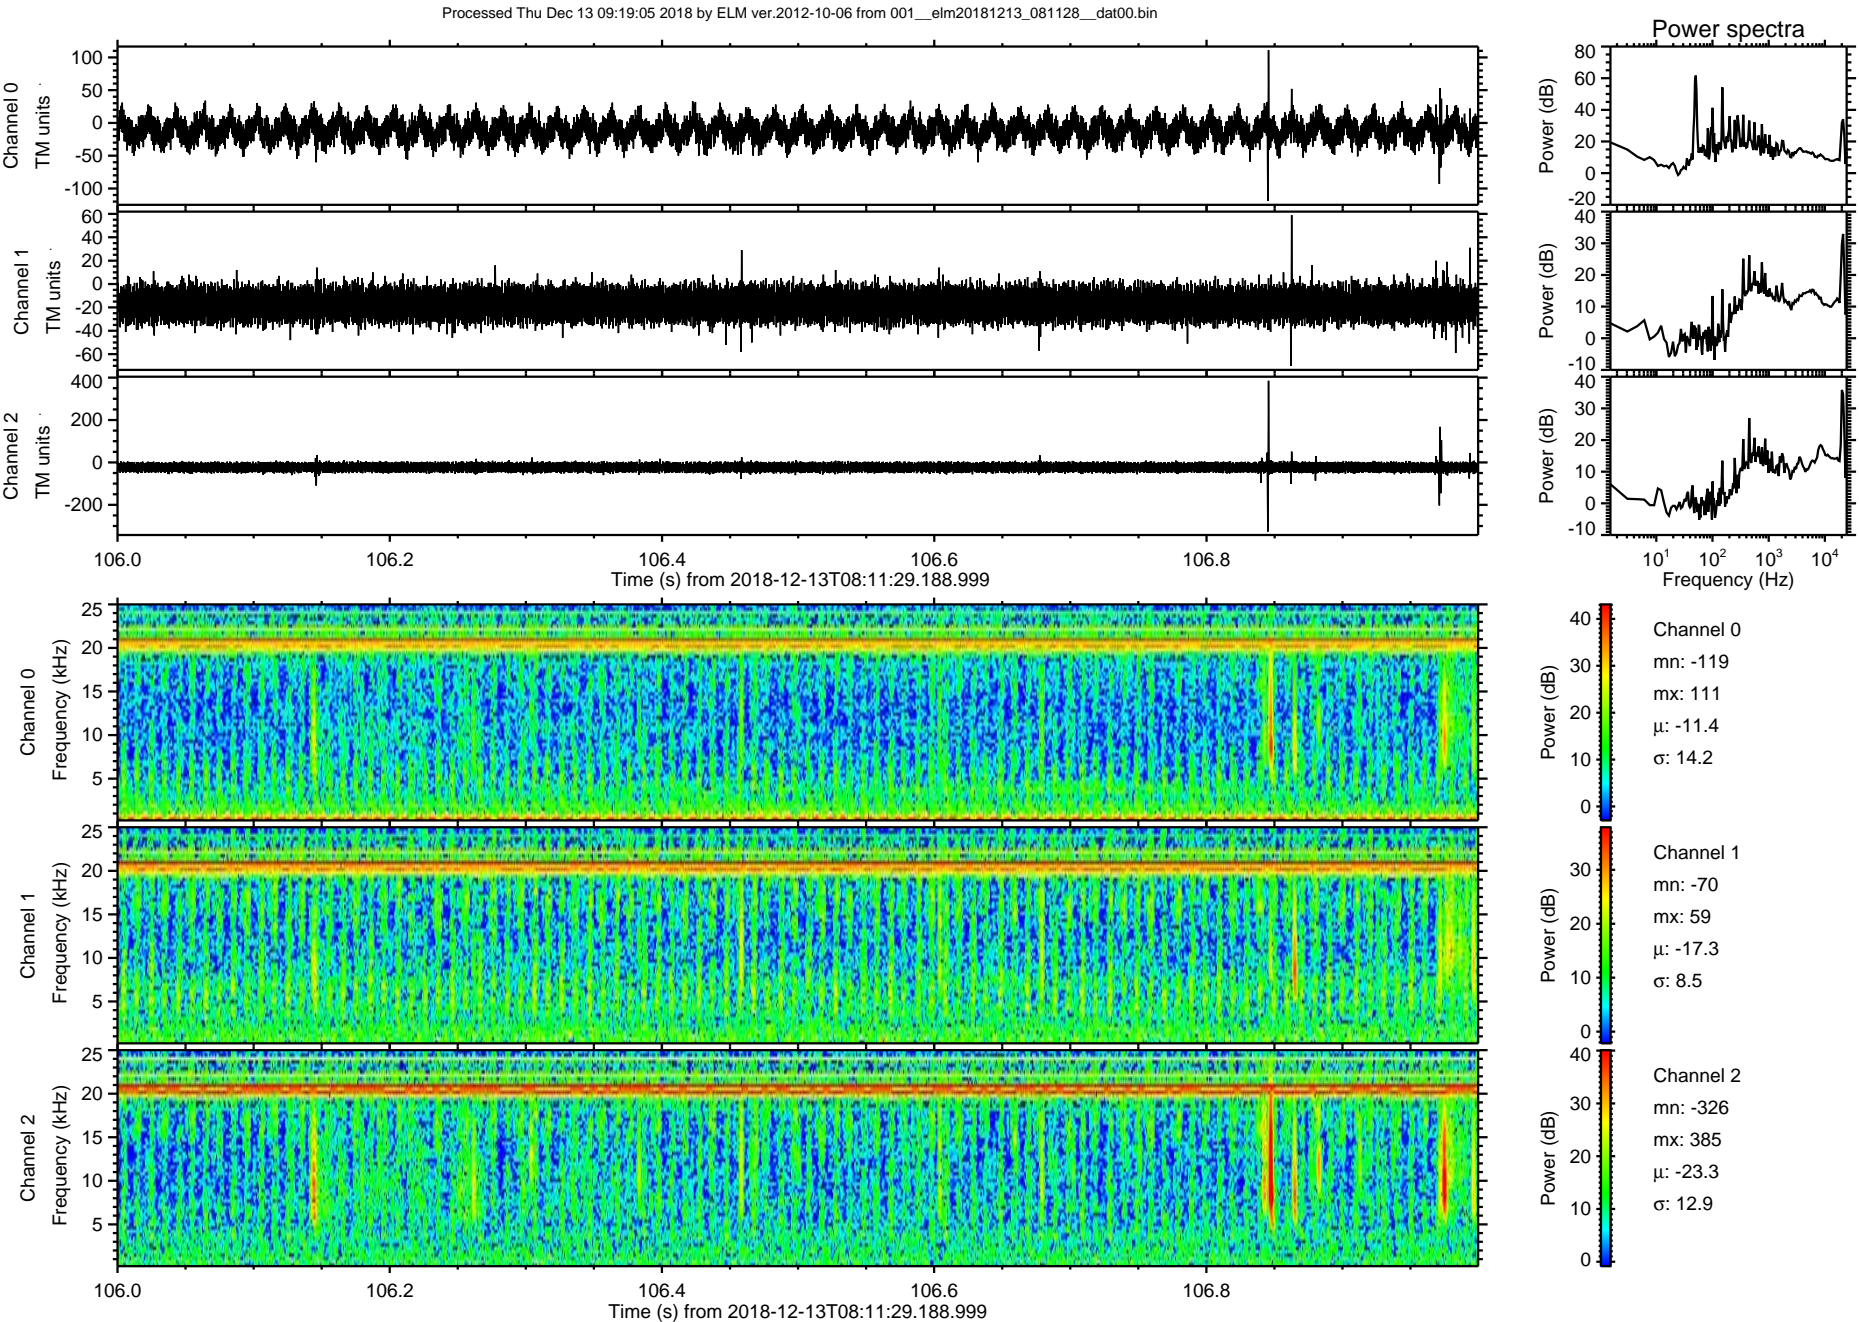 Processed Thu Dec 13 09:19:05 2018 by ELM ver.2012-10-06 from 001__elm20181213_081128__dat00.bin
Power spectra
Channel 0
TM units
100
50
0
-50
-100
Power (dB)
80
60
40
20
0
-20
Channel 1
TM units
60
40
20
0
-20
-40
-60
Power (dB)
40
30
20
10
0
-10
Channel 2
TM units
400
200
0
-200
Power (dB)
40
30
20
10
0
-10
106.0 106.2 106.4 106.6 106.8
Time (s) from 2018-12-13T08:11:29.188.999
10¹ 10² 10³ 10⁴
Frequency (Hz)
Channel 0
Frequency (kHz)
25
20
15
10
5
Power (dB)
40
30
20
10
0
Channel 0
mn: -119
mx: 111
μ: -11.4
σ: 14.2
Channel 1
Frequency (kHz)
25
20
15
10
5
Power (dB)
30
20
10
0
Channel 1
mn: -70
mx: 59
μ: -17.3
σ: 8.5
Channel 2
Frequency (kHz)
25
20
15
10
5
Power (dB)
40
30
20
10
0
Channel 2
mn: -326
mx: 385
μ: -23.3
σ: 12.9
106.0 106.2 106.4 106.6 106.8
Time (s) from 2018-12-13T08:11:29.188.999